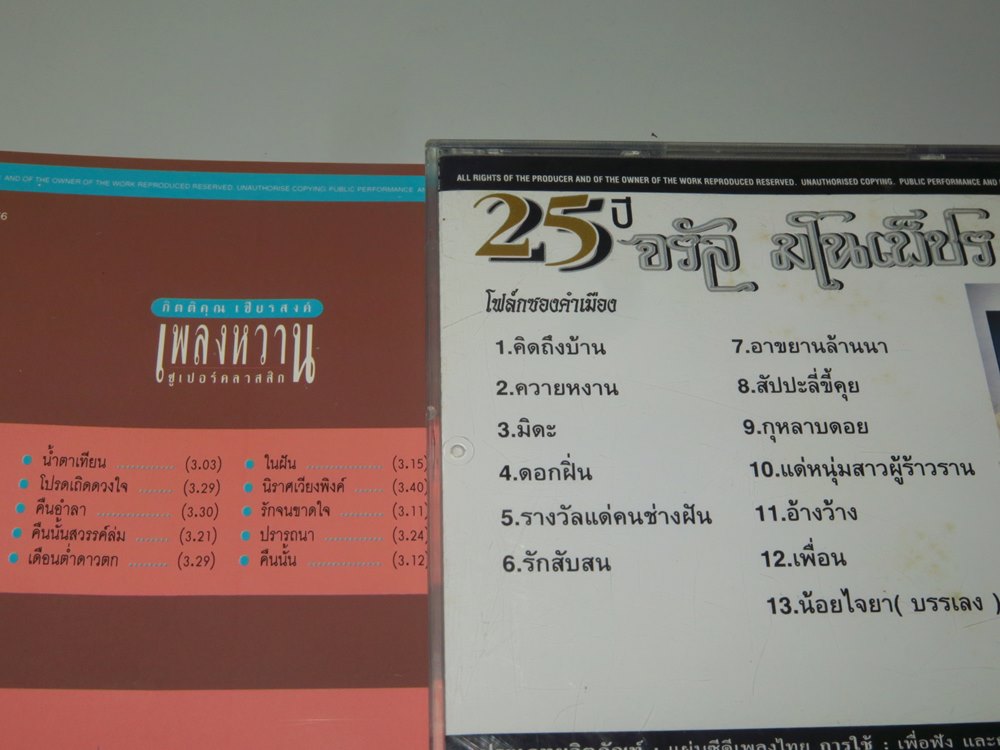 E AND OF THE OWNER OF THE WORK REPRODUCED RESERVED. UNAUTHORISE COPYING. PUBLIC PERFORMANCE AN
6
กิตติคุณ เชียรสงค์
เพลงหวาน
ซูเปอร์คลาสสิก
น้ำตาเทียน ............ (3.03)
โปรดเถิดดวงใจ ....... (3.29)
คืนอำลา ............... (3.30)
คืนนั้นสวรรค์ล่ม ....... (3.21)
เดือนต่ำดาวตก ........ (3.29)
ในฝัน ............... (3.15)
นิราศเวียงพิงค์ ....... (3.40)
รักจนขาดใจ ......... (3.11)
ปรารถนา ............ (3.24)
คืนนั้น ............... (3.12)
ALL RIGHTS OF THE PRODUCER AND OF THE OWNER OF THE WORK REPRODUCED RESERVED. UNAUTHORISED COPYING. PUBLIC PERFORMANCE AND
25 ปี จรัล มโนเพ็ชร
โฟล์กซองคำเมือง
1.คิดถึงบ้าน
2.ควายหงาน
3.มิดะ
4.ดอกฝิ่น
5.รางวัลแด่คนช่างฝัน
6.รักสับสน
7.อาขยานล้านนา
8.สัปปะลี่ขี้คุย
9.กุหลาบดอย
10.แด่หนุ่มสาวผู้ร้าวราน
11.อ้างว้าง
12.เพื่อน
13.น้อยไจยา( บรรเลง )
: แผ่นซีดีเพลงไทย การใช้ : เพื่อฟัง และ